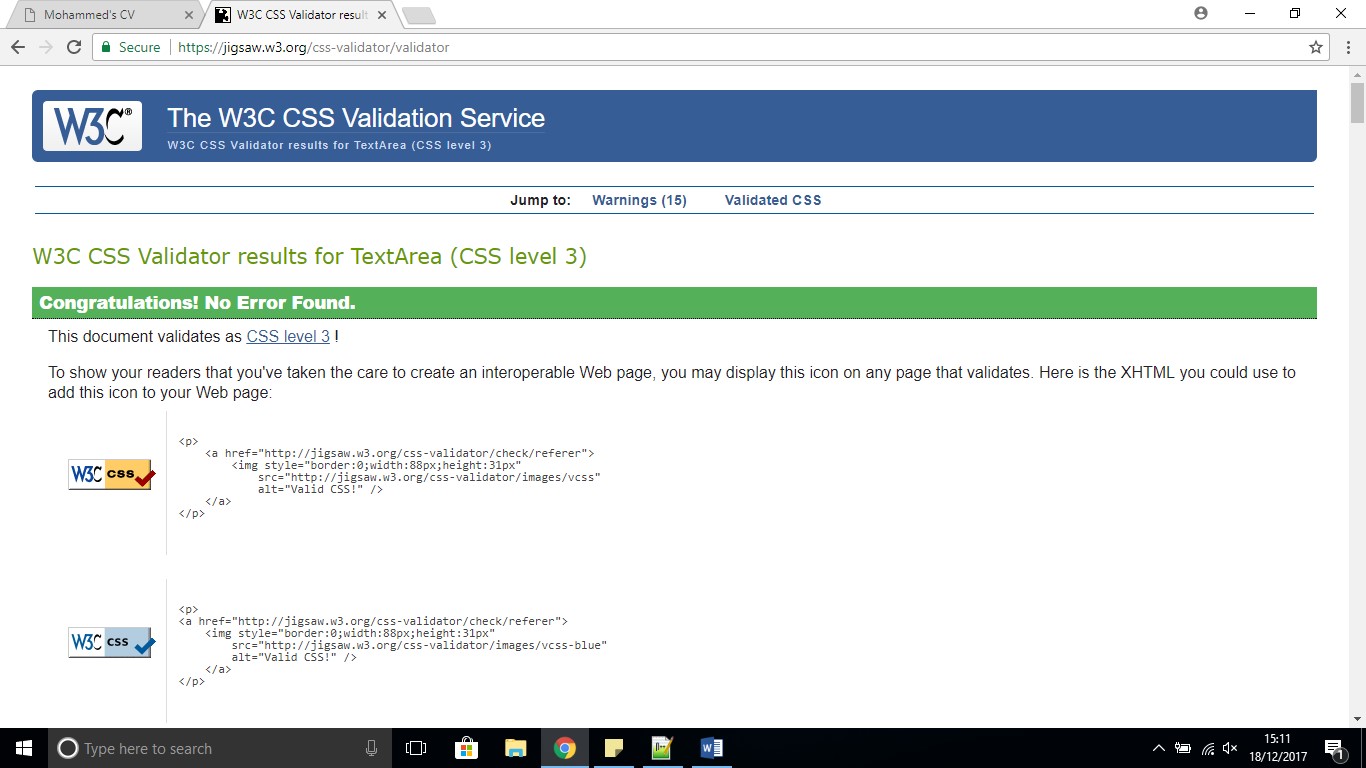 Mohammed's CV
W3C CSS Validator result
Secure | https://jigsaw.w3.org/css-validator/validator
W3C®
The W3C CSS Validation Service
W3C CSS Validator results for TextArea (CSS level 3)
Jump to: Warnings (15) Validated CSS
W3C CSS Validator results for TextArea (CSS level 3)
Congratulations! No Error Found.
This document validates as CSS level 3 !
To show your readers that you've taken the care to create an interoperable Web page, you may display this icon on any page that validates. Here is the XHTML you could use to
add this icon to your Web page:
W3C css
<p>
<a href="http://jigsaw.w3.org/css-validator/check/referer">
<img style="border:0;width:88px;height:31px"
src="http://jigsaw.w3.org/css-validator/images/vcss"
alt="Valid CSS!" />
</a>
</p>
W3C css
<p>
<a href="http://jigsaw.w3.org/css-validator/check/referer">
<img style="border:0;width:88px;height:31px"
src="http://jigsaw.w3.org/css-validator/images/vcss-blue"
alt="Valid CSS!" />
</a>
</p>
Type here to search
15:11
18/12/2017
1